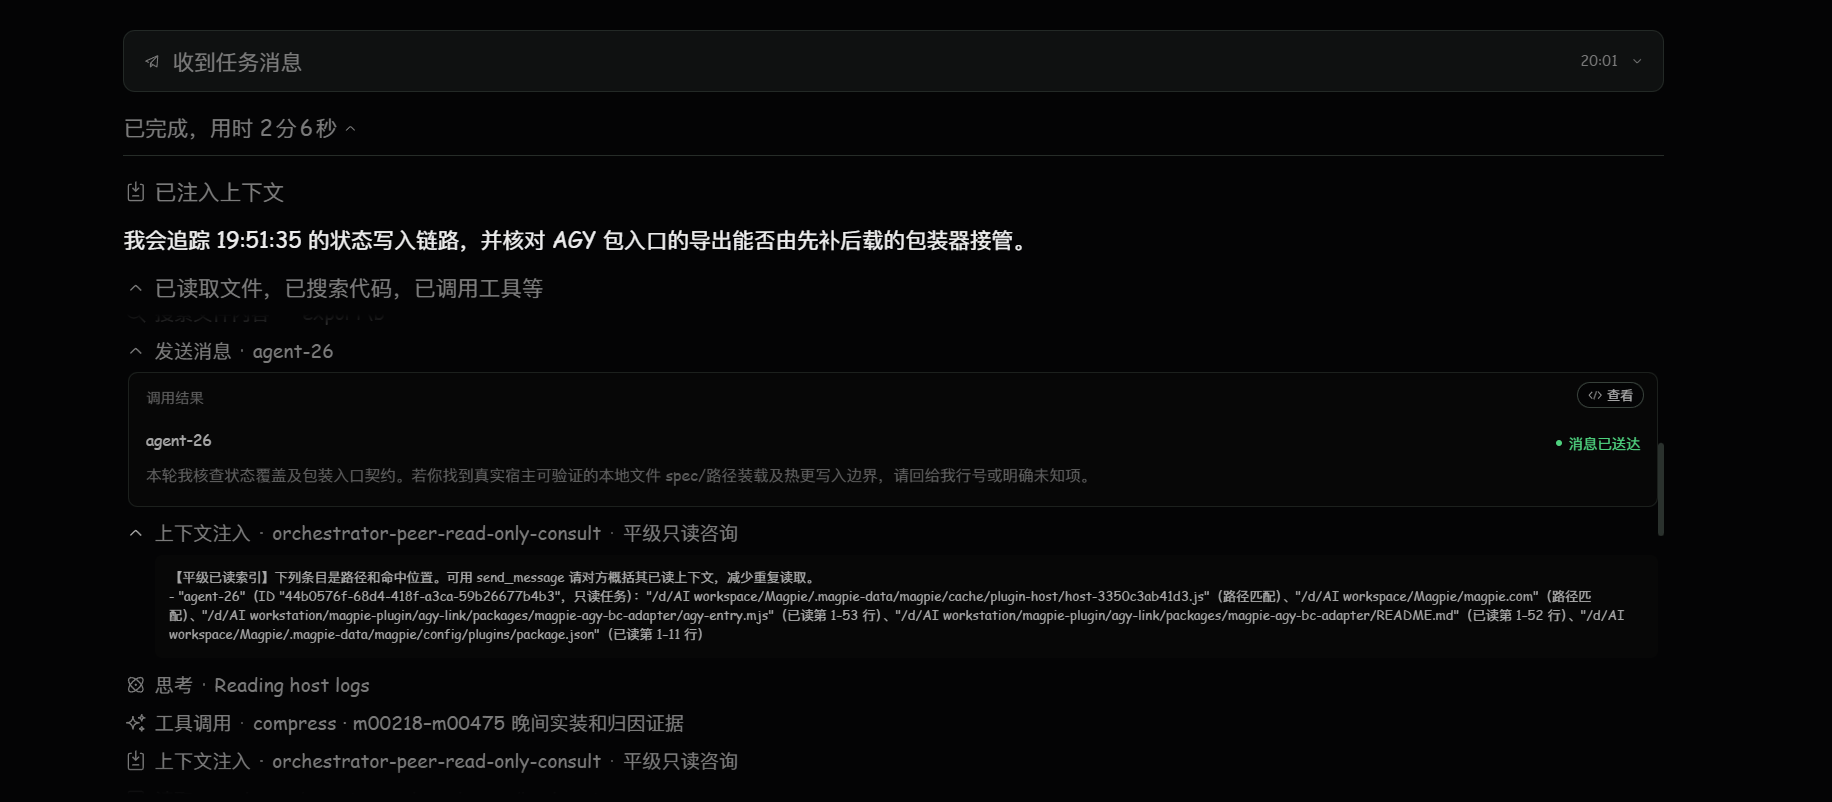 收到任务消息
20:01
已完成，用时 2分6秒
已注入上下文
我会追踪 19:51:35 的状态写入链路，并核对 AGY 包入口的导出能否由先补后载的包装器接管。
已读取文件，已搜索代码，已调用工具等
发送消息 · agent-26
调用结果
</> 查看
agent-26
消息已送达
本轮我核查状态覆盖及包装入口契约。若你找到真实宿主可验证的本地文件 spec/路径装载及热更写入边界，请回给我行号或明确未知项。
上下文注入 · orchestrator-peer-read-only-consult · 平级只读咨询
【平级已读索引】下列条目是路径和命中位置。可用 send_message 请对方概括其已读上下文，减少重复读取。
- "agent-26"（ID "44b0576f-68d4-418f-a3ca-59b26677b4b3"，只读任务）："/d/AI workspace/Magpie/.magpie-data/magpie/cache/plugin-host/host-3350c3ab41d3.js"（路径匹配）、"/d/AI workspace/Magpie/magpie.com"（路径匹
配）、"/d/AI workstation/magpie-plugin/agy-link/packages/magpie-agy-bc-adapter/agy-entry.mjs"（已读第 1-53 行）、"/d/AI workstation/magpie-plugin/agy-link/packages/magpie-agy-bc-adapter/README.md"（已读第 1-52 行）、"/d/AI
workspace/Magpie/.magpie-data/magpie/config/plugins/package.json"（已读第 1-11 行）
思考 · Reading host logs
工具调用 · compress · m00218–m00475 晚间实装和归因证据
上下文注入 · orchestrator-peer-read-only-consult · 平级只读咨询